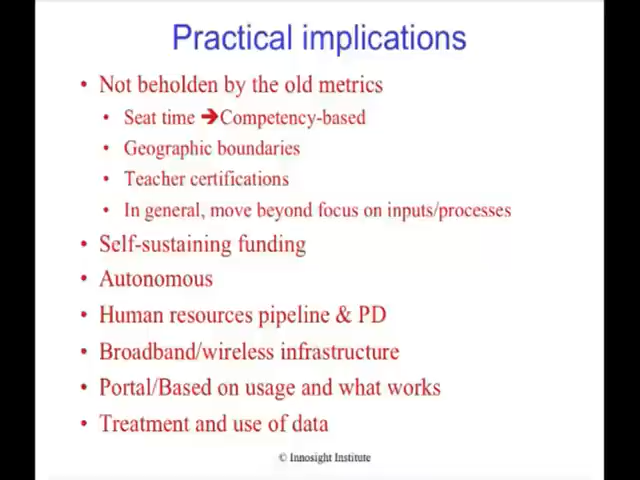 Practical implications
• Not beholden by the old metrics
• Seat time ➔Competency-based
• Geographic boundaries
• Teacher certifications
• In general, move beyond focus on inputs/processes
• Self-sustaining funding
• Autonomous
• Human resources pipeline & PD
• Broadband/wireless infrastructure
• Portal/Based on usage and what works
• Treatment and use of data
© Innosight Institute